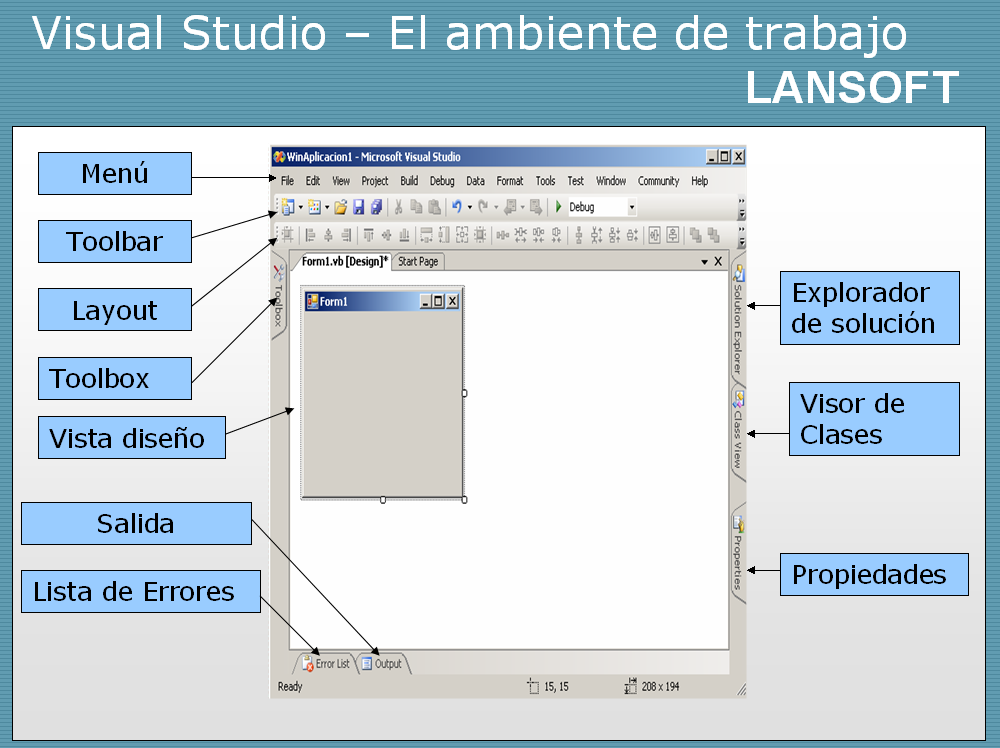 Visual Studio – El ambiente de trabajo
LANSOFT
Menú
Toolbar
Layout
Toolbox
Vista diseño
Salida
Lista de Errores
WinAplicacion1 - Microsoft Visual Studio
File Edit View Project Build Debug Data Format Tools Test Window Community Help
Debug
Form1.vb [Design]* Start Page
Toolbox
Form1
Solution Explorer
Class View
Properties
Error List Output
Ready 15, 15 208 x 194
Explorador
de solución
Visor de
Clases
Propiedades